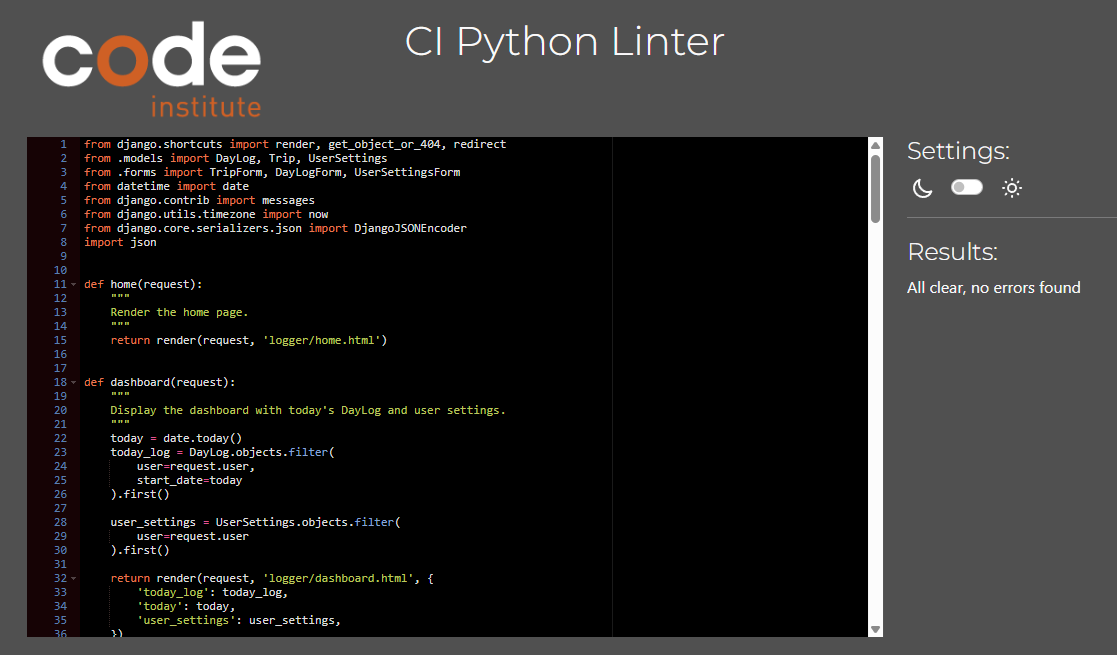 code
institute
CI Python Linter
1 from django.shortcuts import render, get_object_or_404, redirect
2 from .models import DayLog, Trip, UserSettings
3 from .forms import TripForm, DayLogForm, UserSettingsForm
4 from datetime import date
5 from django.contrib import messages
6 from django.utils.timezone import now
7 from django.core.serializers.json import DjangoJSONEncoder
8 import json
9
10
11 def home(request):
12     """
13     Render the home page.
14     """
15     return render(request, 'logger/home.html')
16
17
18 def dashboard(request):
19     """
20     Display the dashboard with today's DayLog and user settings.
21     """
22     today = date.today()
23     today_log = DayLog.objects.filter(
24         user=request.user,
25         start_date=today
26     ).first()
27
28     user_settings = UserSettings.objects.filter(
29         user=request.user
30     ).first()
31
32     return render(request, 'logger/dashboard.html', {
33         'today_log': today_log,
34         'today': today,
35         'user_settings': user_settings,
36     })
Settings:
Results:
All clear, no errors found